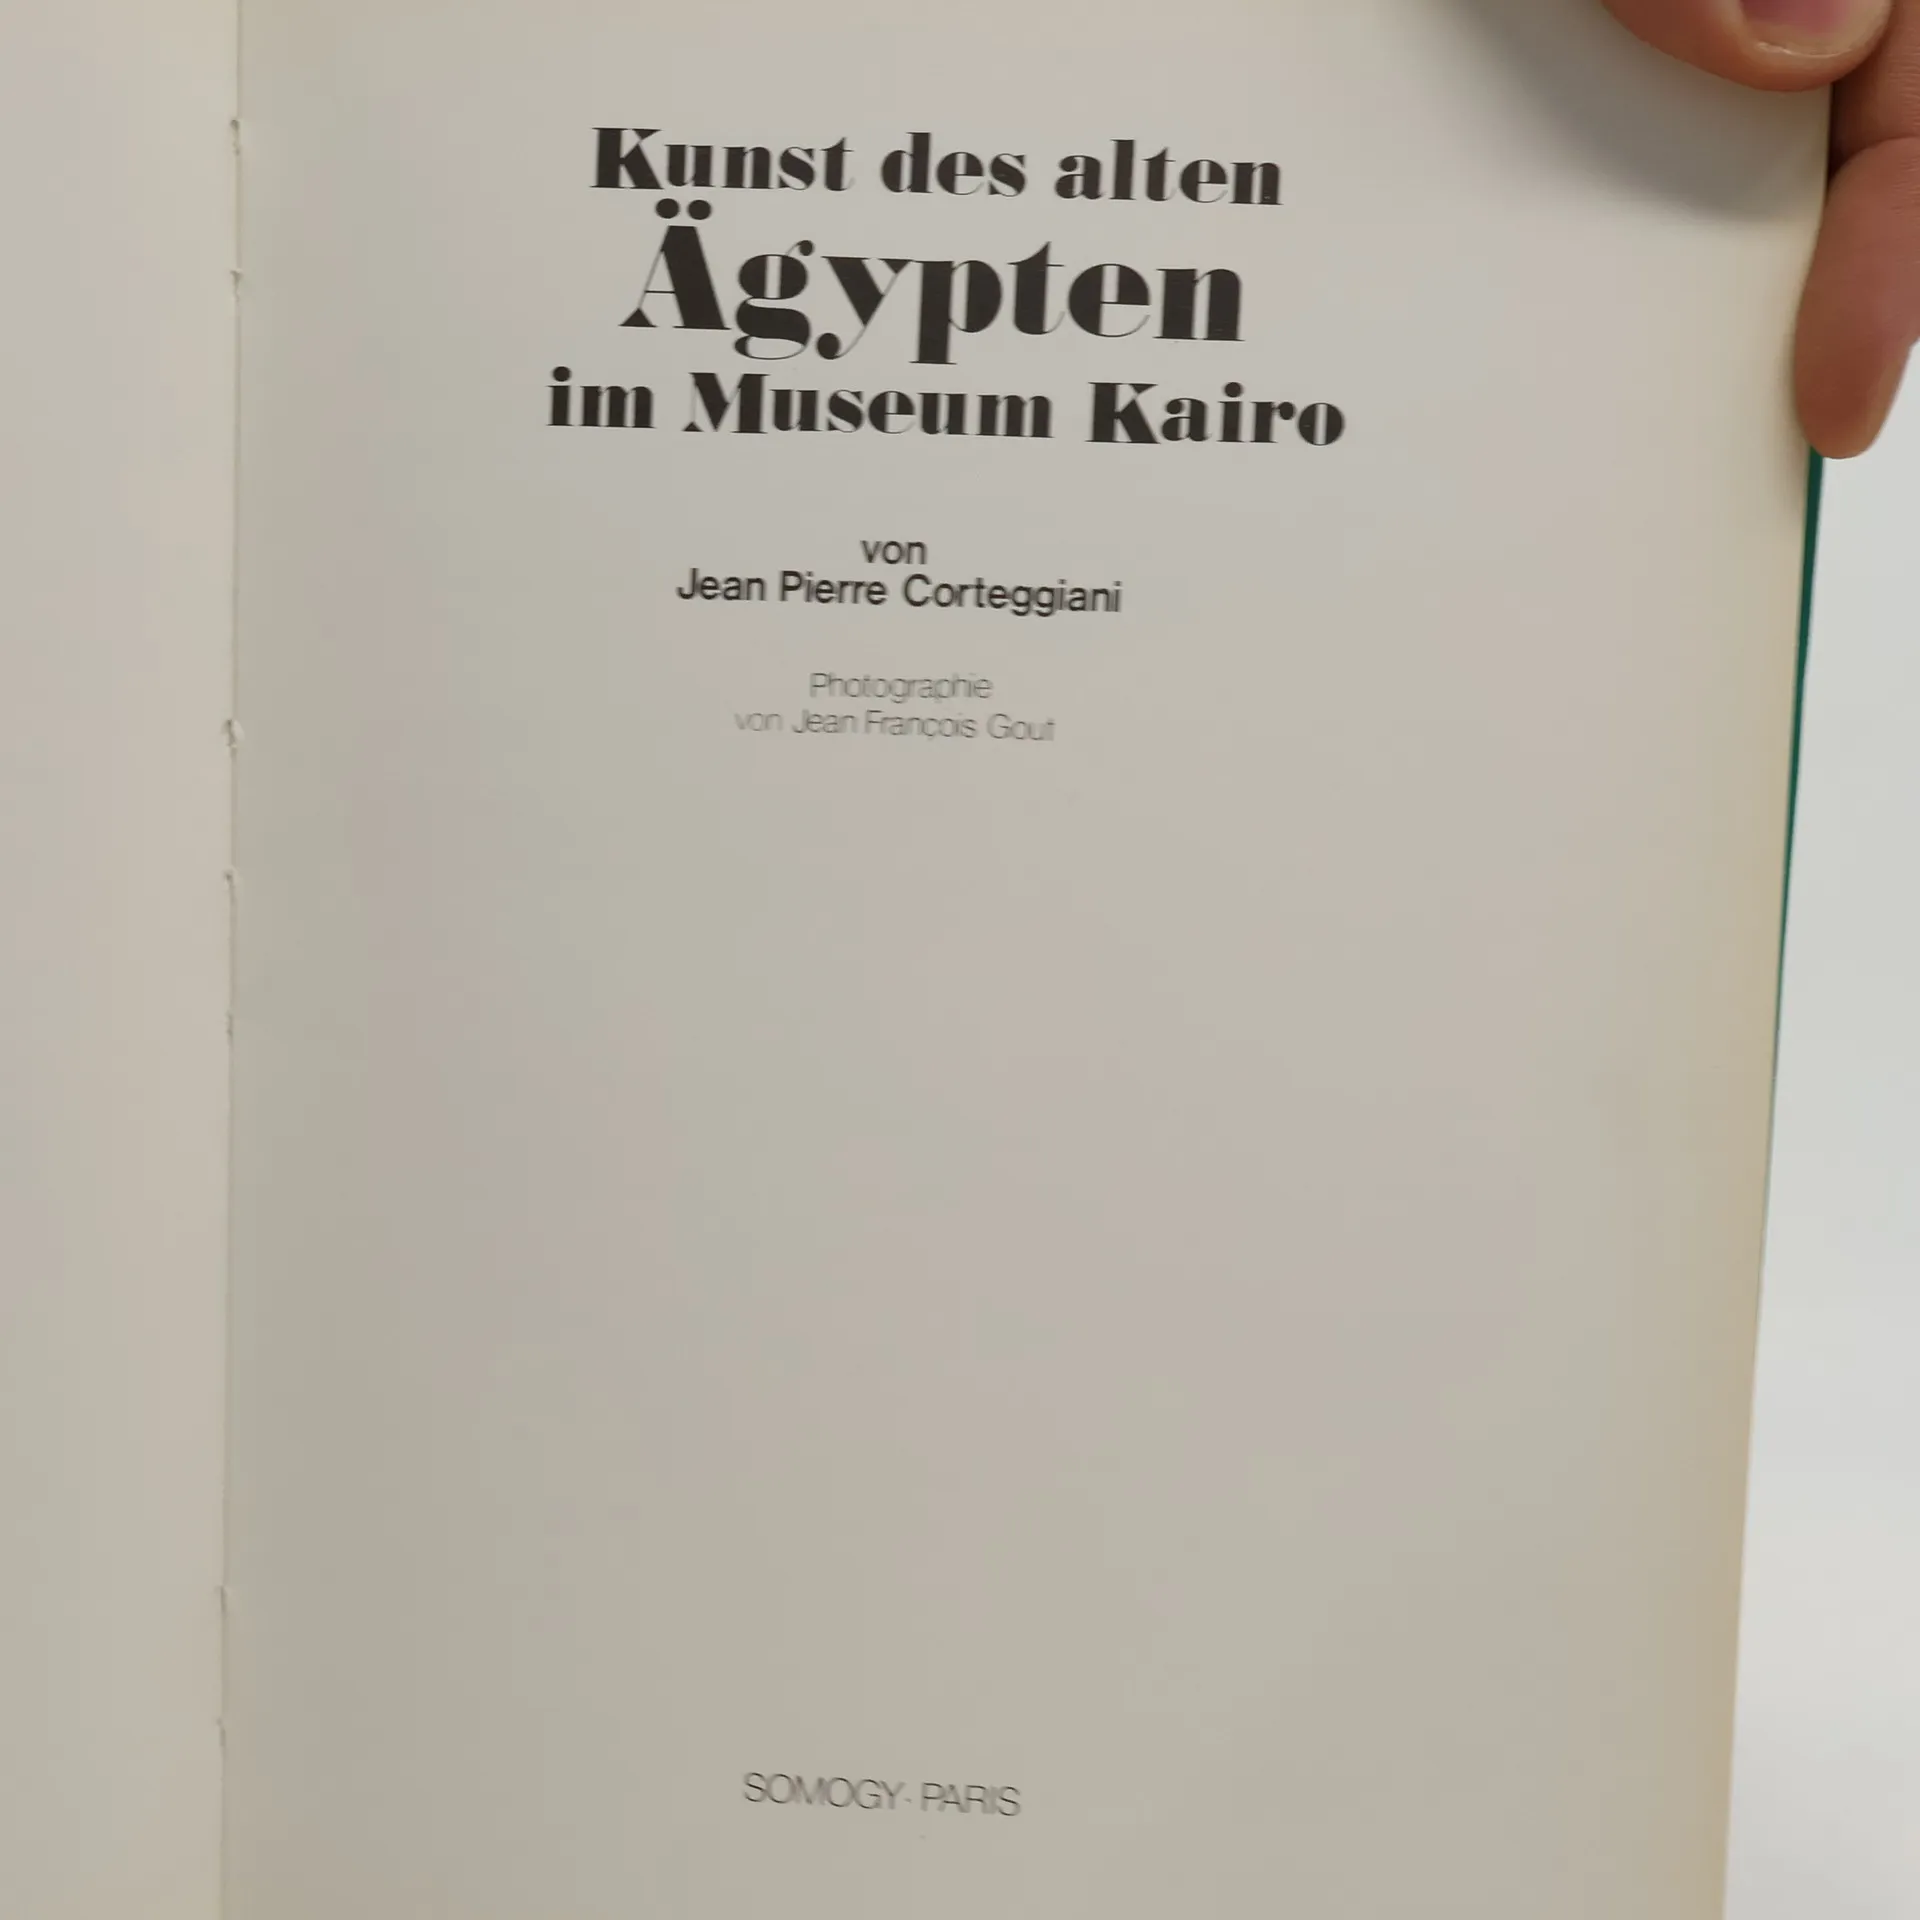 Kunst des alten
Ägypten
im Museum Kairo
von
Jean Pierre Corteggiani
Photographie
von Jean François Gout
SOMOGY · PARIS